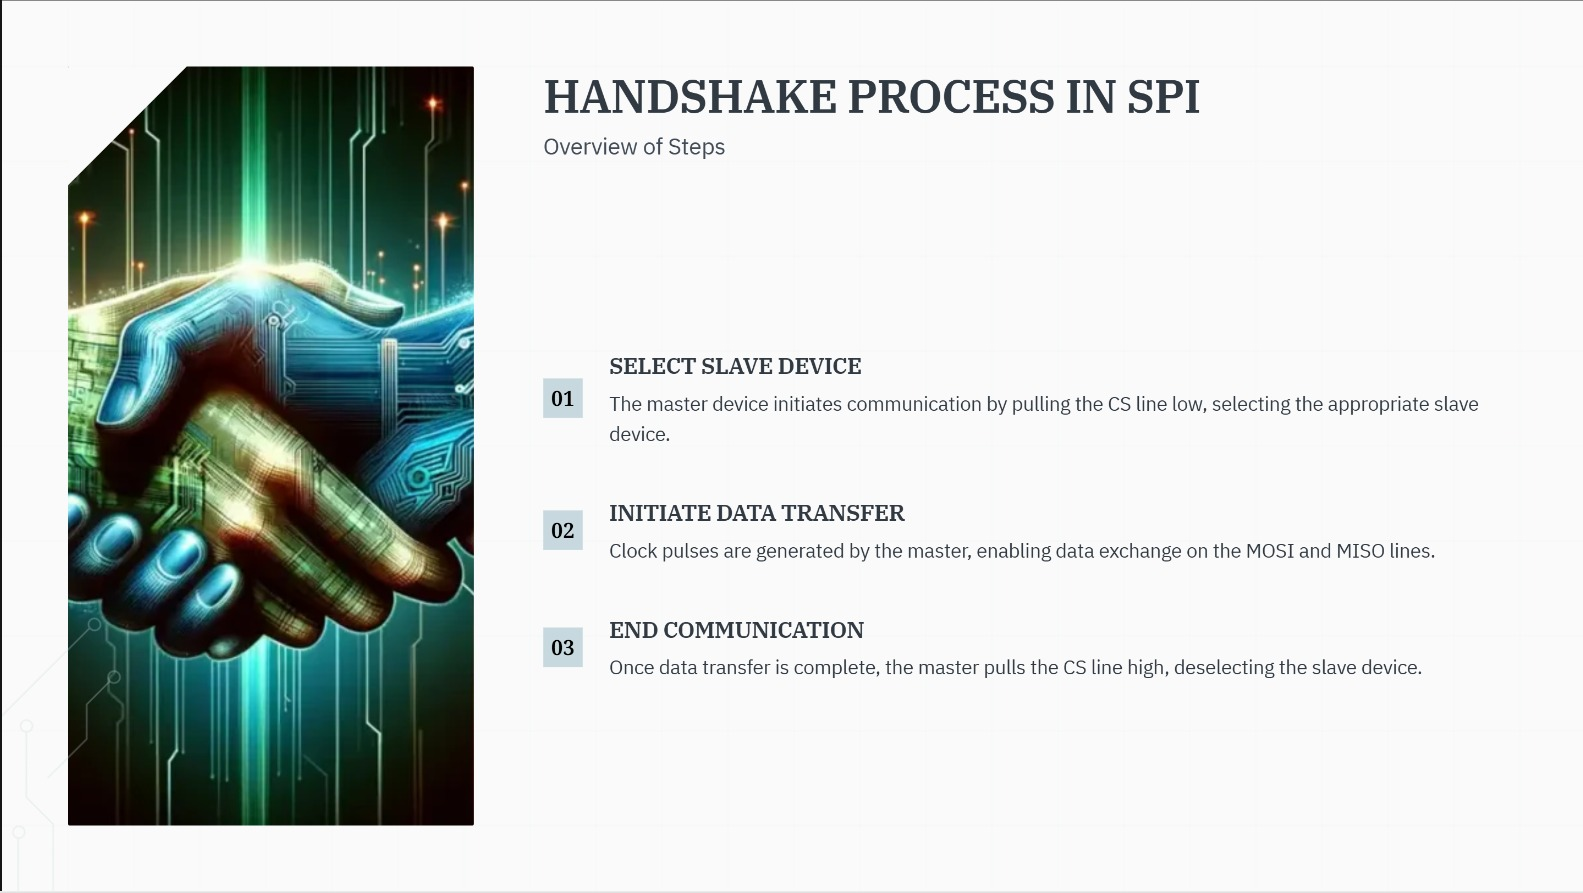 HANDSHAKE PROCESS IN SPI
Overview of Steps
SELECT SLAVE DEVICE
01
The master device initiates communication by pulling the CS line low, selecting the appropriate slave
device.
INITIATE DATA TRANSFER
02
Clock pulses are generated by the master, enabling data exchange on the MOSI and MISO lines.
END COMMUNICATION
03
Once data transfer is complete, the master pulls the CS line high, deselecting the slave device.